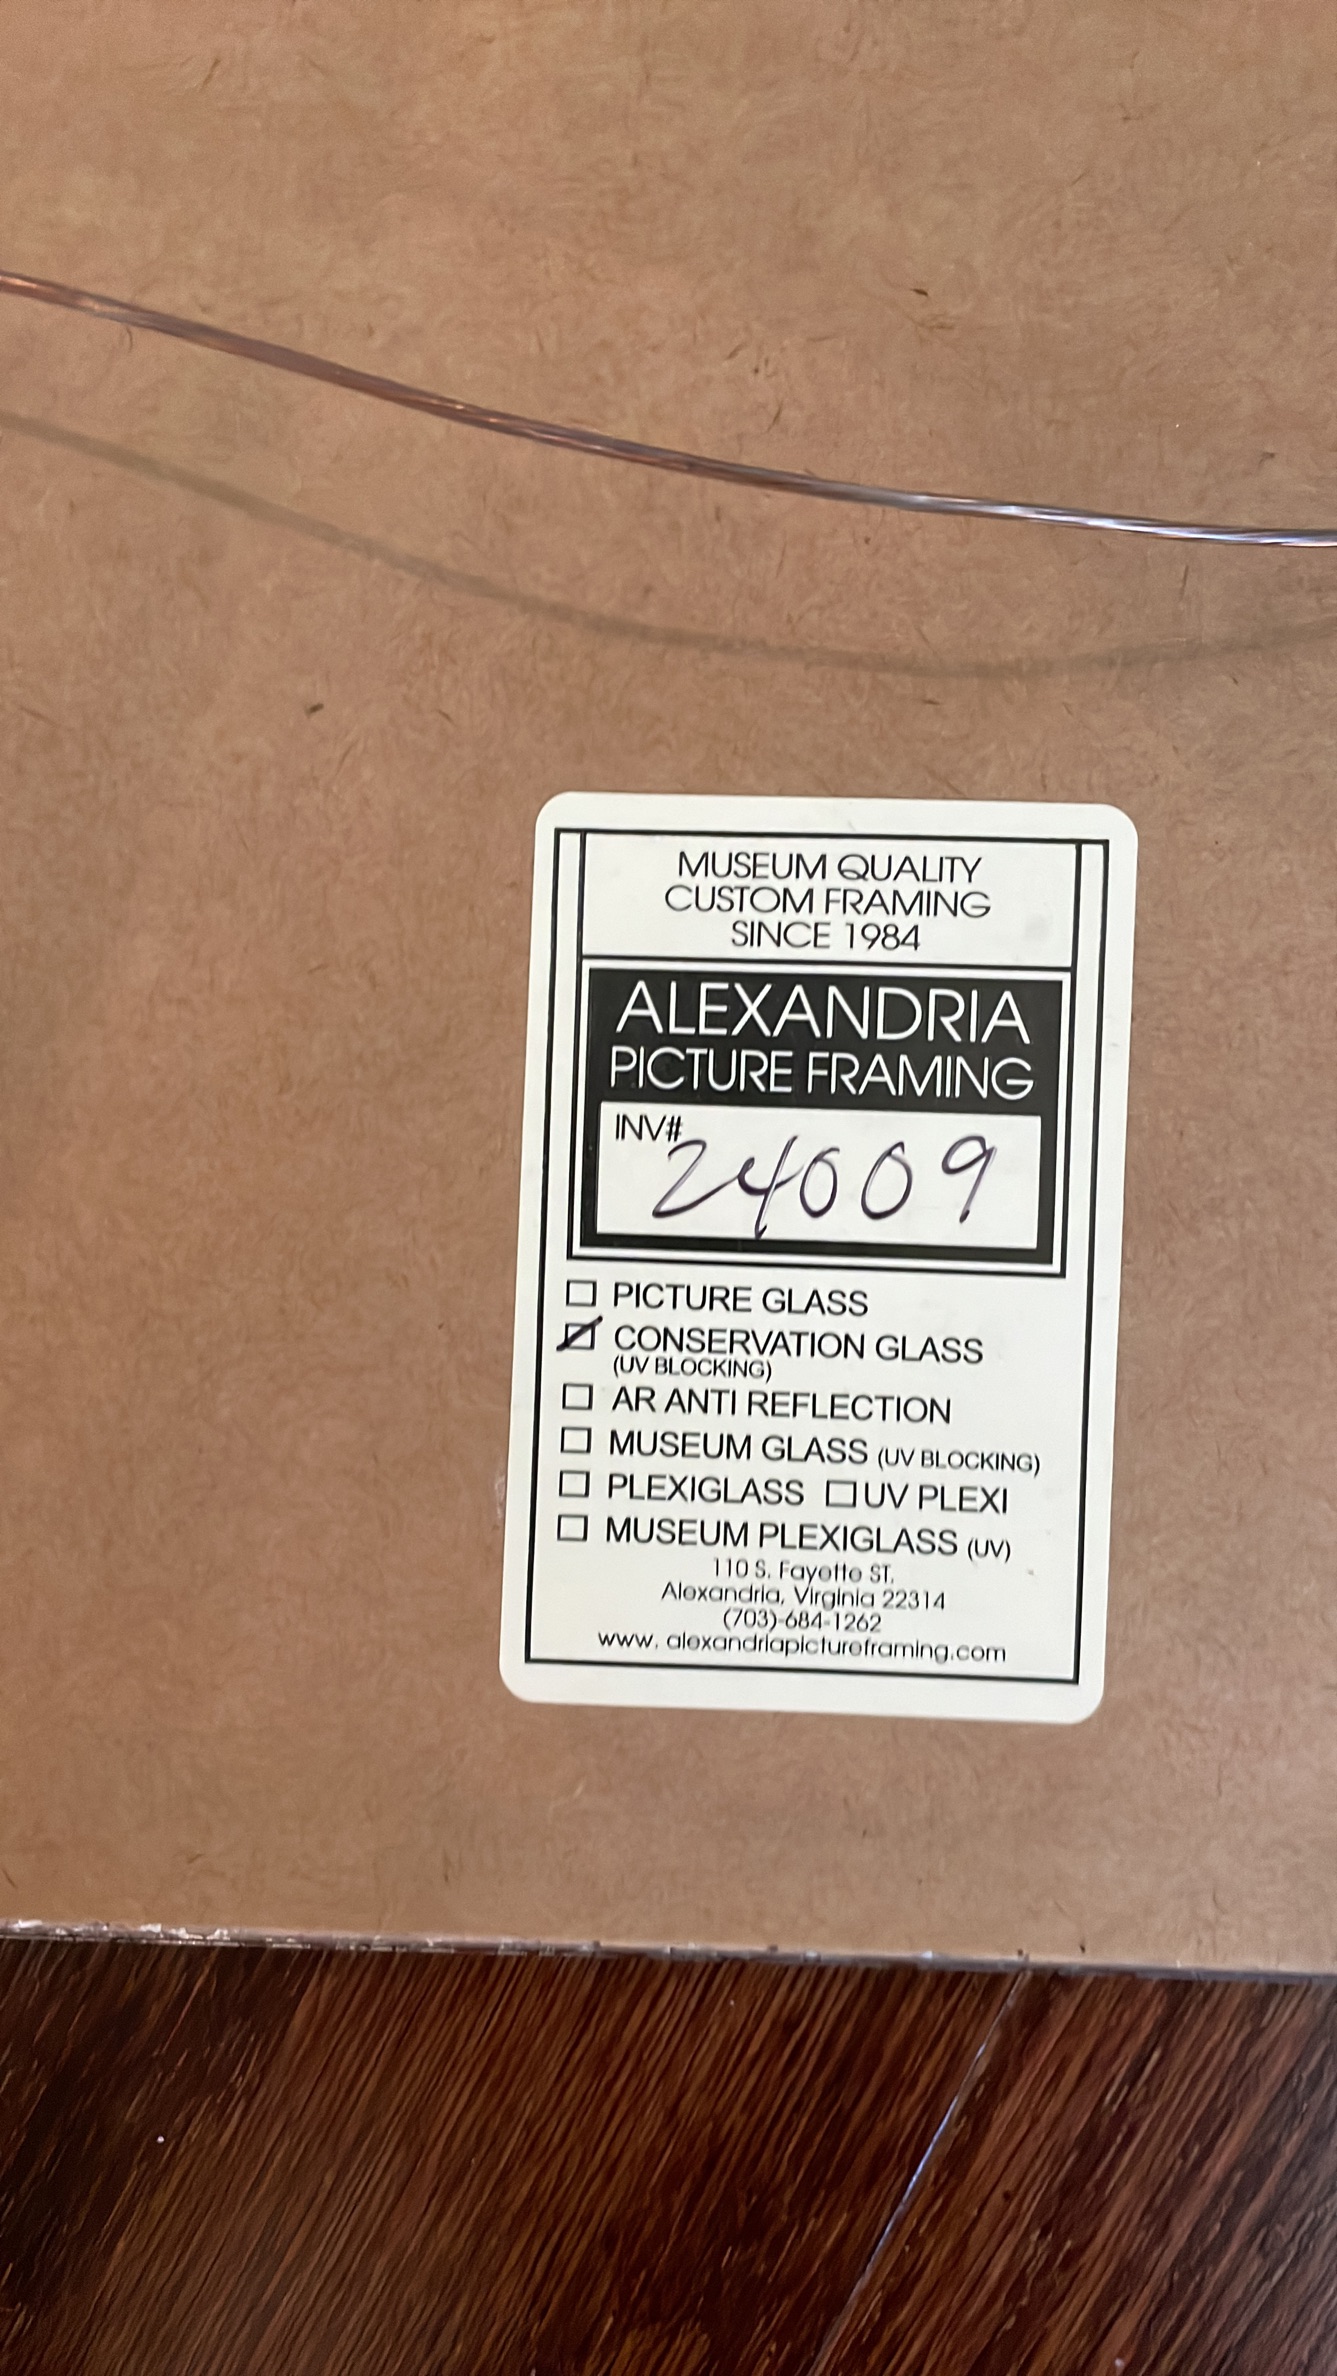 MUSEUM QUALITY
CUSTOM FRAMING
SINCE 1984
ALEXANDRIA
PICTURE FRAMING
INV#
24009
PICTURE GLASS
CONSERVATION GLASS
(UV BLOCKING)
AR ANTI REFLECTION
MUSEUM GLASS (UV BLOCKING)
PLEXIGLASS UV PLEXI
MUSEUM PLEXIGLASS (UV)
110 S. Fayette ST.
Alexandria, Virginia 22314
(703)-684-1262
www. alexandriapictureframing.com